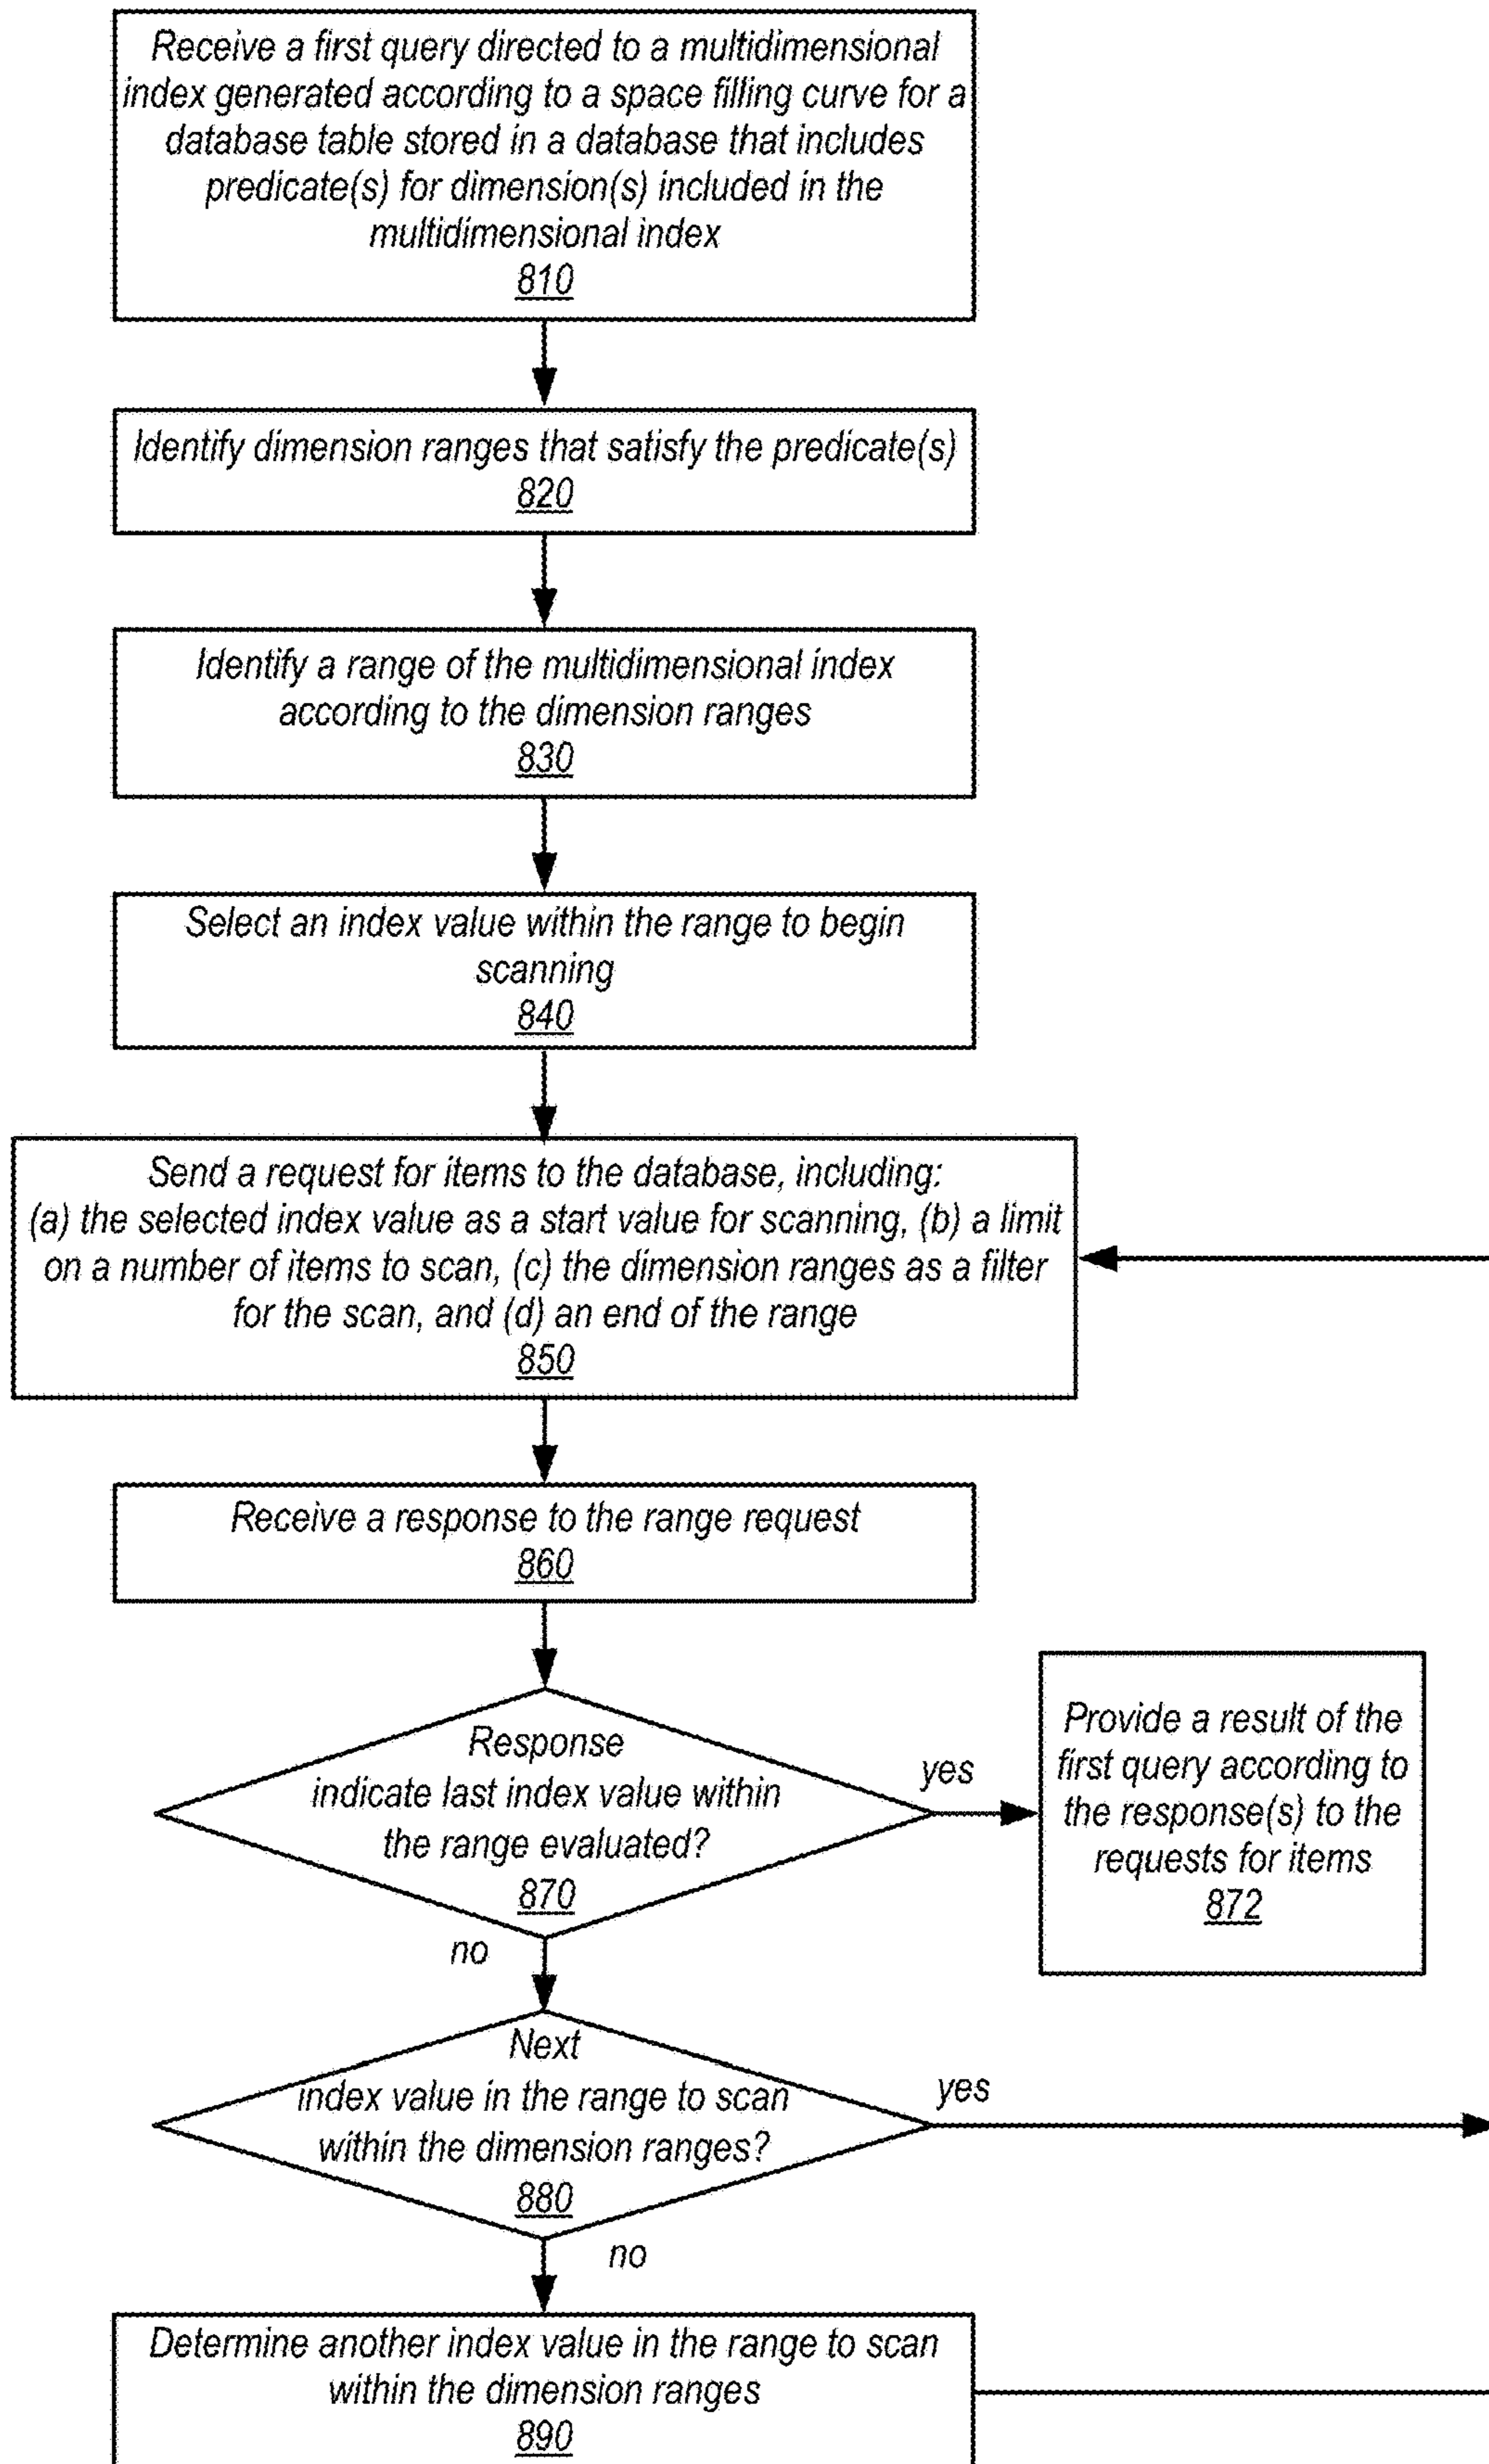 Receive a first query directed to a multidimensional
index generated according to a space filling curve for a
database table stored in a database that includes
predicate(s) for dimension(s) included in the
multidimensional index
810
Identify dimension ranges that satisfy the predicate(s)
820
Identify a range of the multidimensional index
according to the dimension ranges
830
Select an index value within the range to begin
scanning
840
Send a request for items to the database, including:
(a) the selected index value as a start value for scanning, (b) a limit
on a number of items to scan, (c) the dimension ranges as a filter
for the scan, and (d) an end of the range
850
Receive a response to the range request
860
Response
indicate last index value within
the range evaluated?
870
yes
Provide a result of the
first query according to
the response(s) to the
requests for items
872
no
Next
index value in the range to scan
within the dimension ranges?
880
yes
no
Determine another index value in the range to scan
within the dimension ranges
890